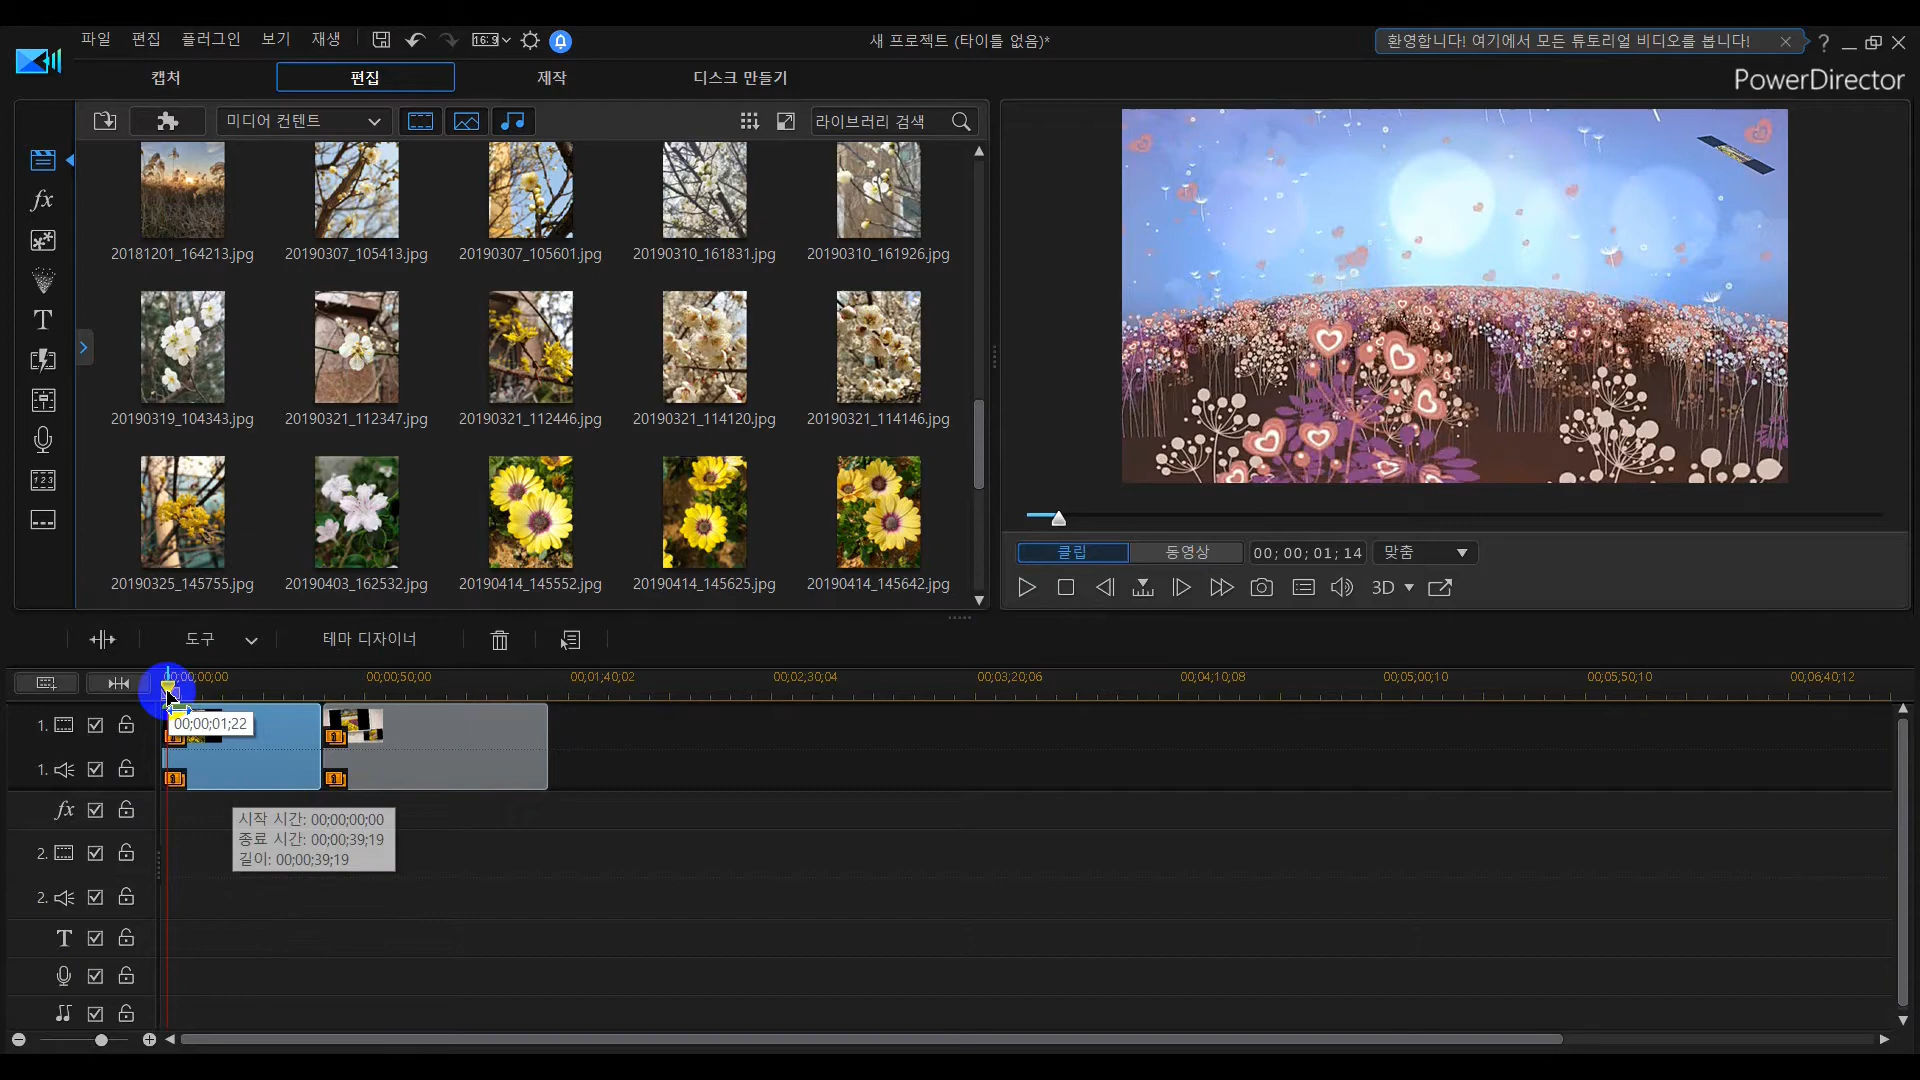 파일 편집 플러그인 보기 재생
16:9
새 프로젝트 (타이틀 없음)*
환영합니다! 여기에서 모든 튜토리얼 비디오를 봅니다!
?
캡처 편집 제작 디스크 만들기
PowerDirector
미디어 컨텐트
라이브러리 검색
fx
T
123
20181201_164213.jpg 20190307_105413.jpg 20190307_105601.jpg 20190310_161831.jpg 20190310_161926.jpg
20190319_104343.jpg 20190321_112347.jpg 20190321_112446.jpg 20190321_114120.jpg 20190321_114146.jpg
20190325_145755.jpg 20190403_162532.jpg 20190414_145552.jpg 20190414_145625.jpg 20190414_145642.jpg
클립 동영상 00; 00; 01; 14 맞춤
3D
도구 테마 디자이너
00;00;00;00 00;00;50;00 00;01;40;02 00;02;30;04 00;03;20;06 00;04;10;08 00;05;00;10 00;05;50;10 00;06;40;12
1.
00;00;01;22
1.
fx
시작 시간: 00;00;00;00
종료 시간: 00;00;39;19
길이: 00;00;39;19
2.
2.
T